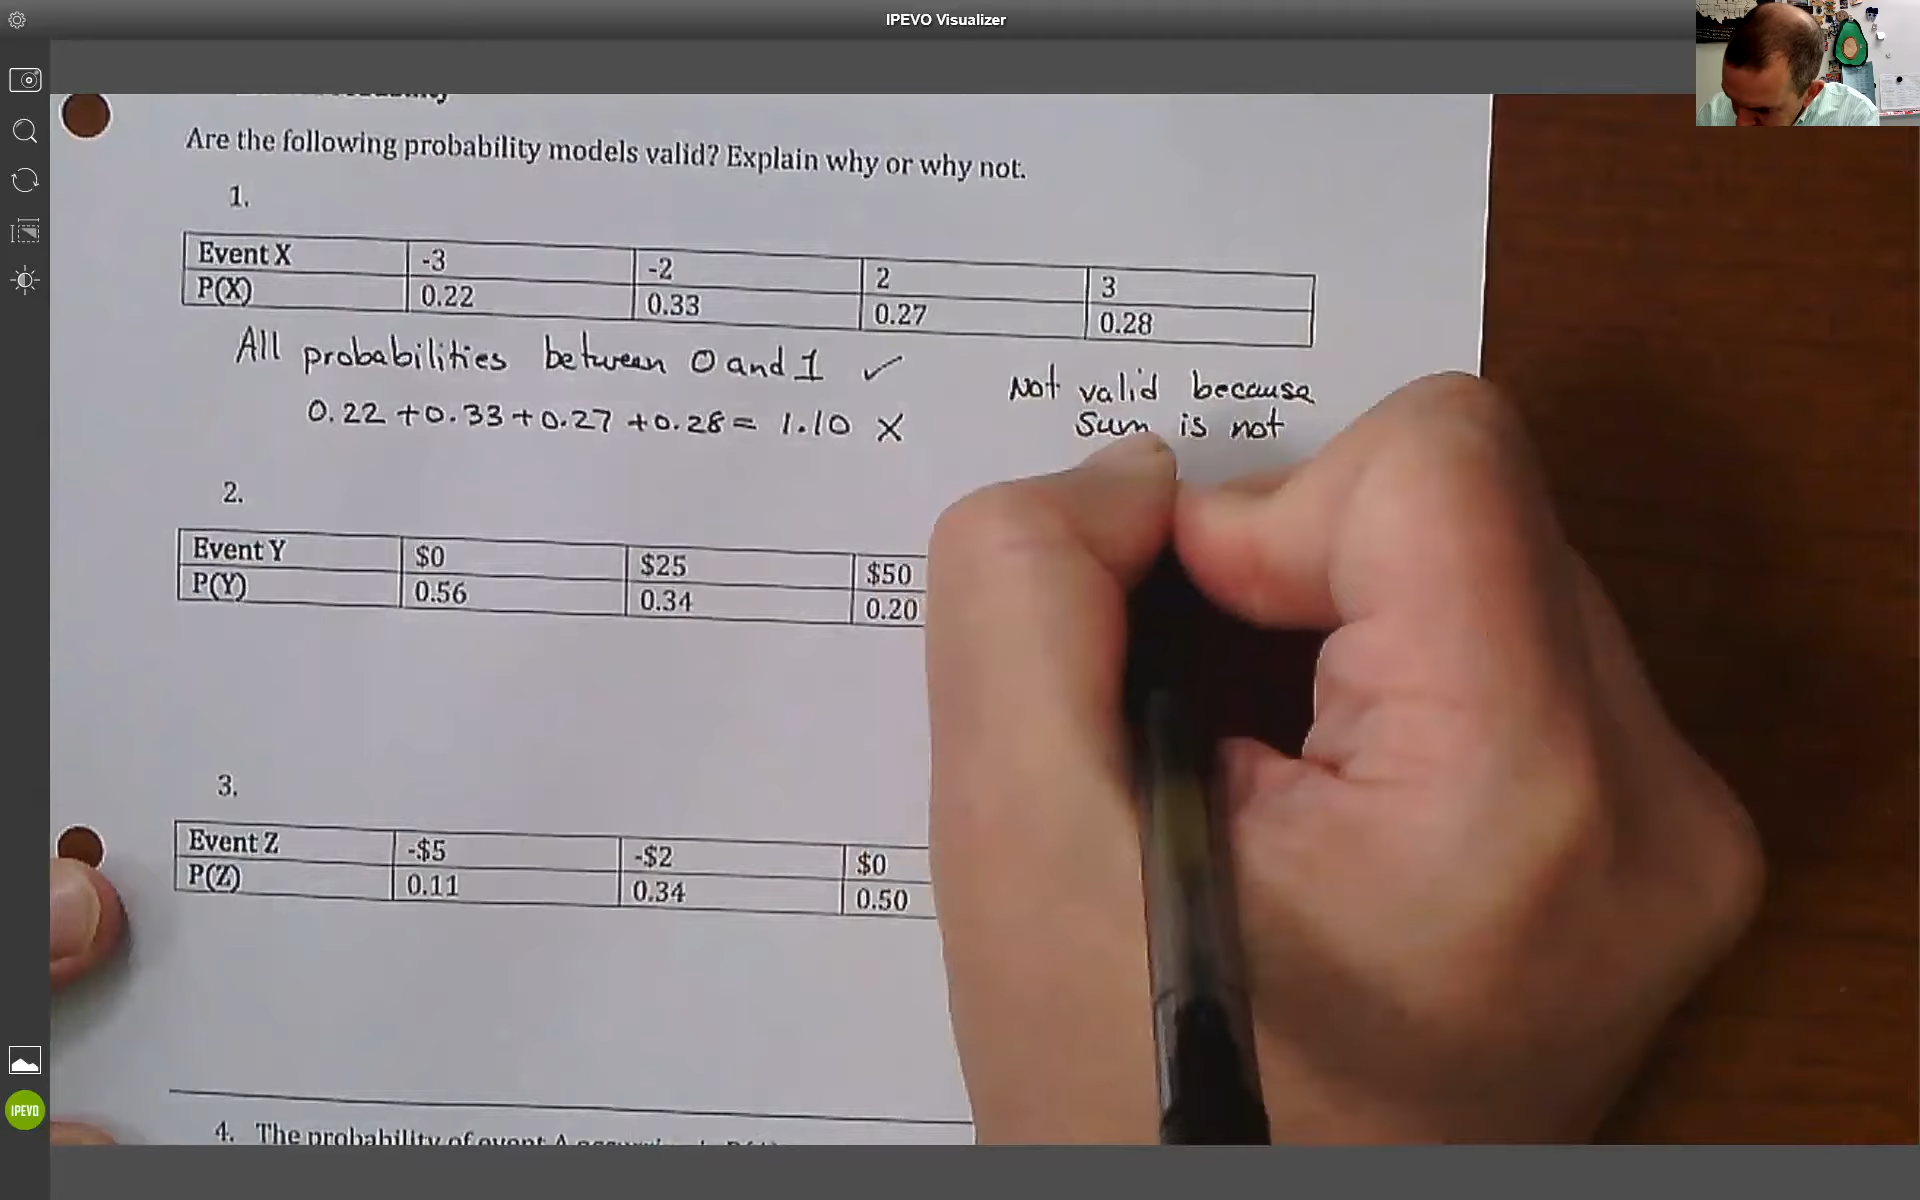 IPEVO Visualizer
Are the following probability models valid? Explain why or why not.
1.
Event X -3 -2 2 3
P(X) 0.22 0.33 0.27 0.28
All probabilities between 0 and 1 ✓
0.22 + 0.33 + 0.27 + 0.28 = 1.10 X
Not valid because
Sum is not
2.
Event Y $0 $25 $50
P(Y) 0.56 0.34 0.20
3.
Event Z -$5 -$2 $0
P(Z) 0.11 0.34 0.50
4. The probability of event A
IPEVO